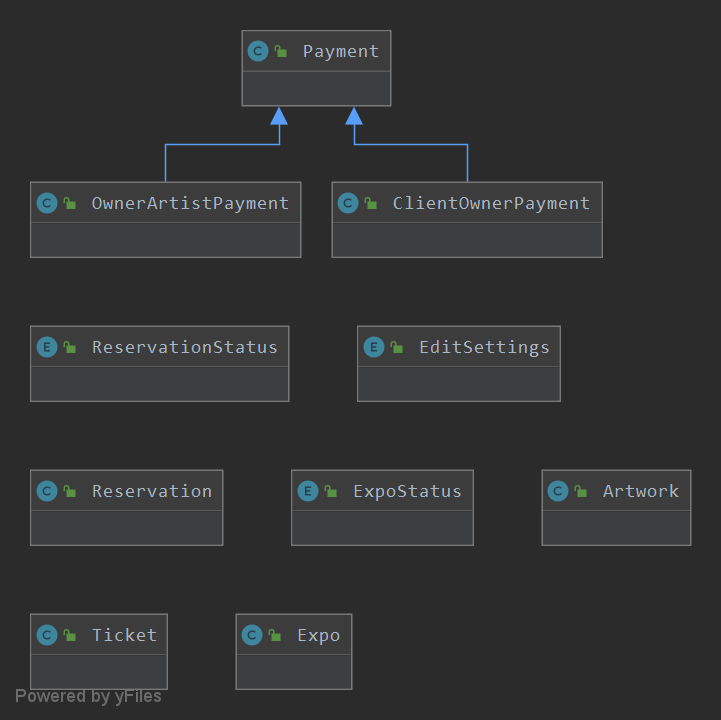 C Payment
C OwnerArtistPayment
C ClientOwnerPayment
E ReservationStatus
E EditSettings
C Reservation
E ExpoStatus
C Artwork
C Ticket
C Expo
Powered by yFiles